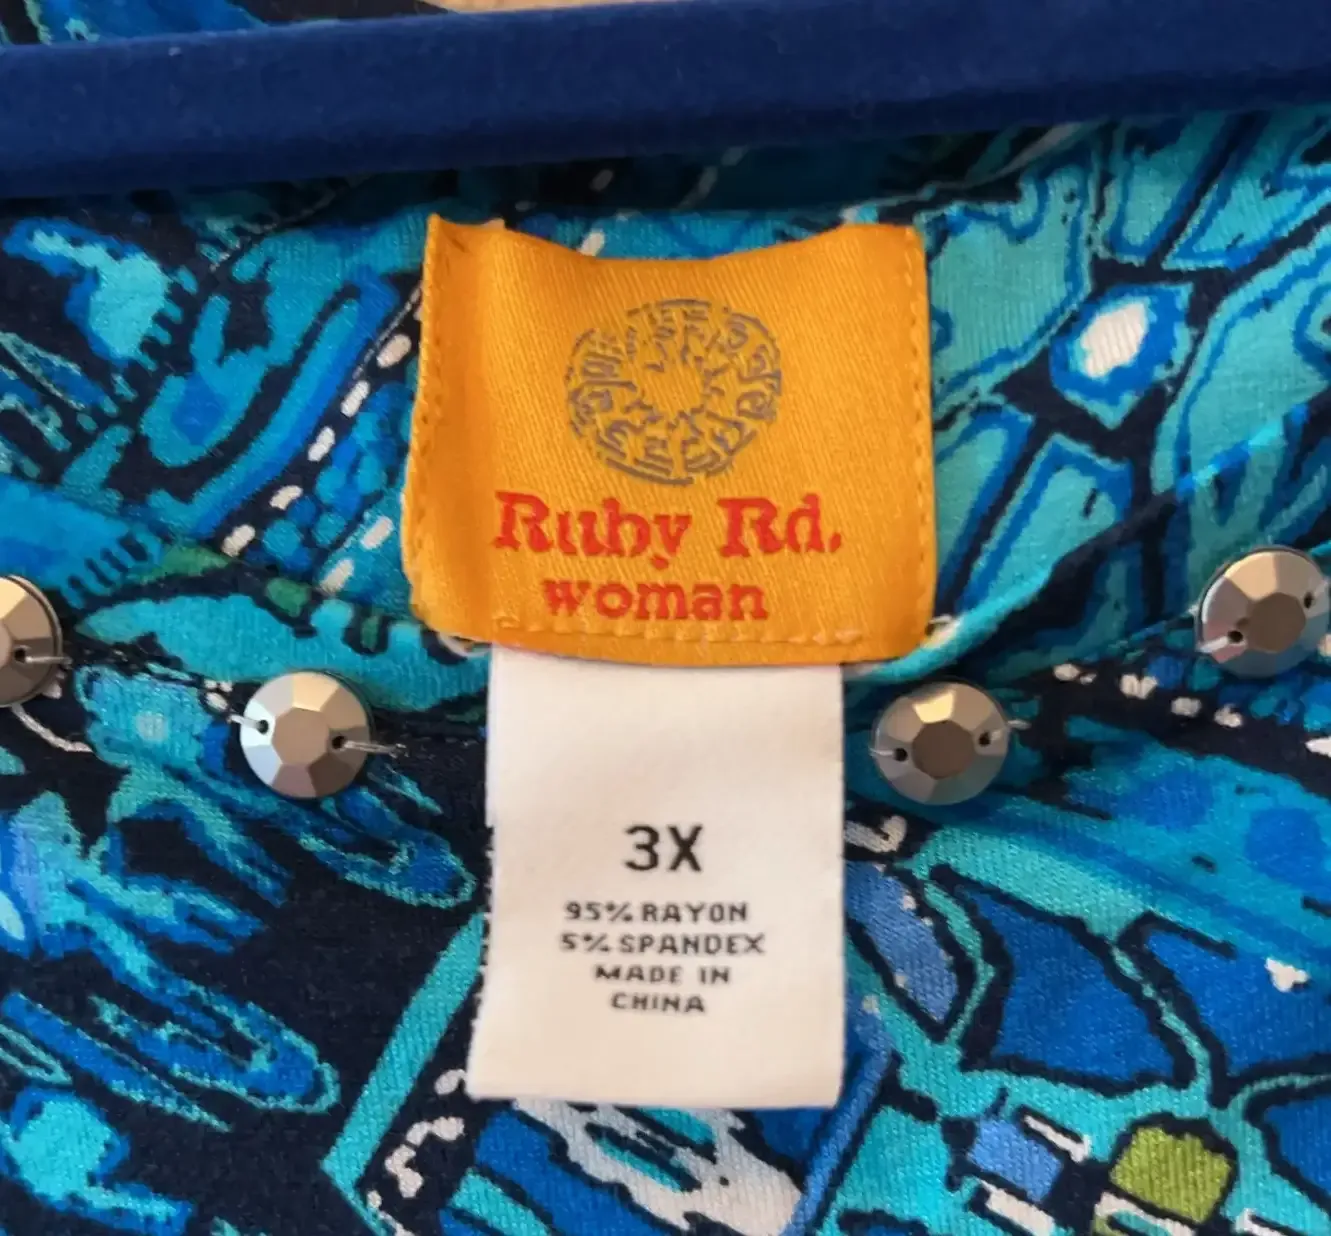 Ruby Rd.
woman
3X
95% RAYON
5% SPANDEX
MADE IN
CHINA